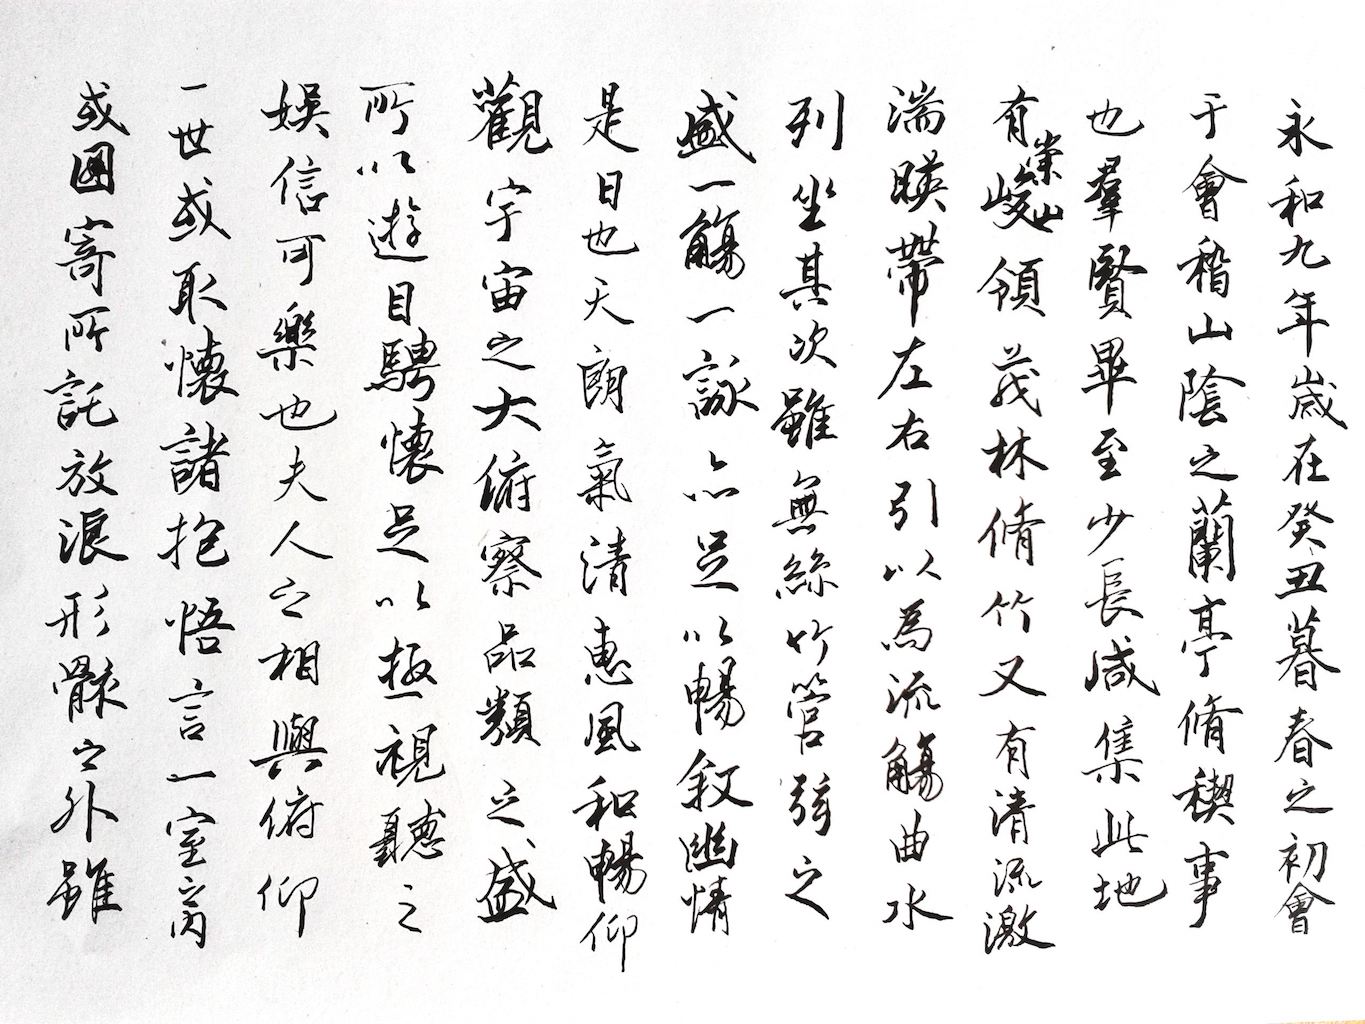 永和九年歲在癸丑暮春之初會
于會稽山陰之蘭亭脩稧事
也羣賢畢至少長咸集此地
有崇山峻領茂林脩竹又有清流激
湍暎帶左右引以為流觴曲水
列坐其次雖無絲竹管弦之
盛一觴一詠亦足以暢敘幽情
是日也天朗氣清惠風和暢仰
觀宇宙之大俯察品類之盛
所以遊目騁懷足以極視聽之
娛信可樂也夫人之相與俯仰
一世或取懷諸抱悟言一室之內
或因寄所託放浪形骸之外雖